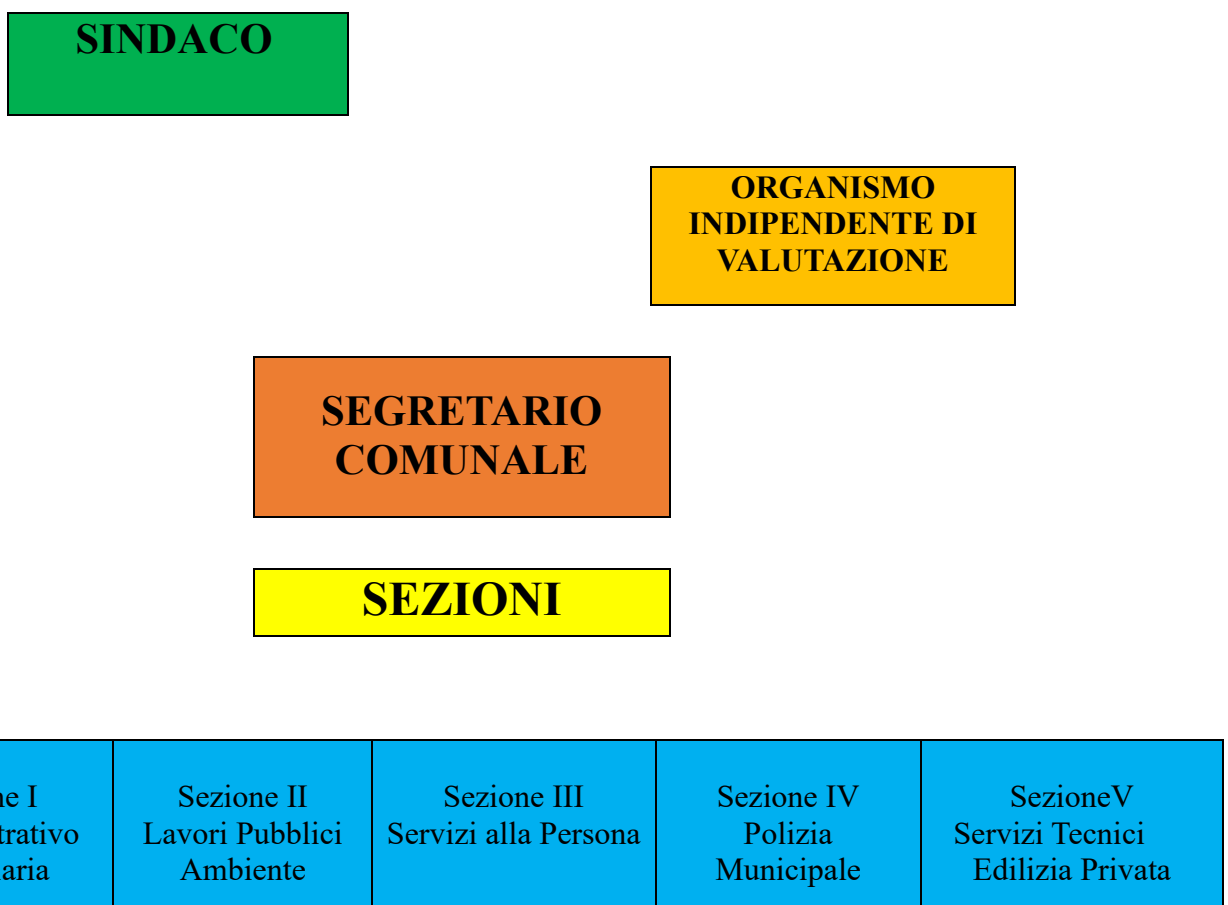 SINDACO
ORGANISMO
INDIPENDENTE DI
VALUTAZIONE
SEGRETARIO
COMUNALE
SEZIONI
I
Sezione II
Lavori Pubblici
Ambiente
Sezione III
Servizi alla Persona
Sezione IV
Polizia
Municipale
SezioneV
Servizi Tecnici
Edilizia Privata